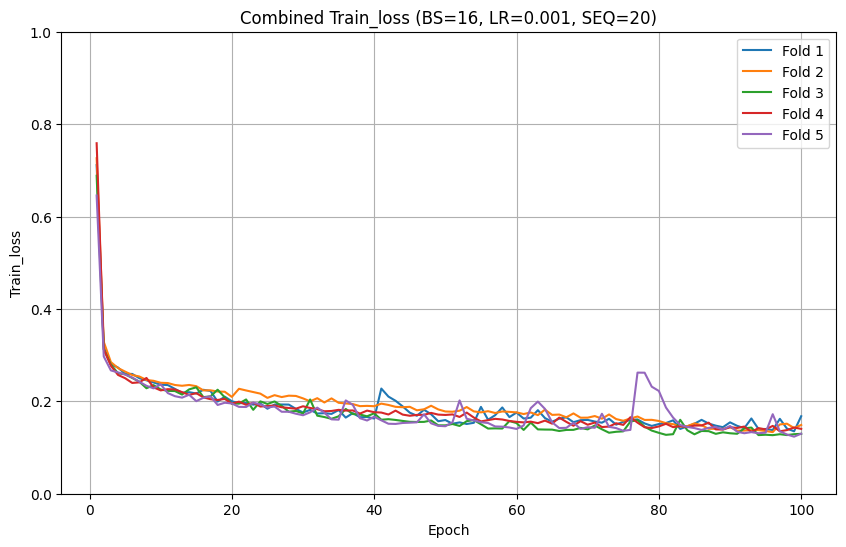 Combined Train_loss (BS=16, LR=0.001, SEQ=20)
Train_loss
1.0
0.8
0.6
0.4
0.2
0.0
Fold 1
Fold 2
Fold 3
Fold 4
Fold 5
0 20 40 60 80 100
Epoch